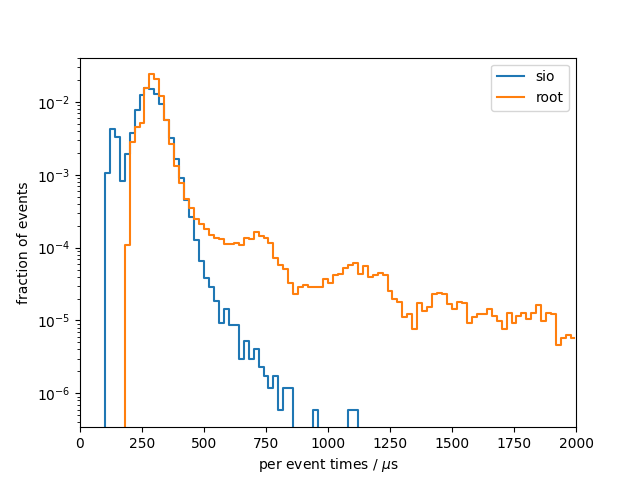 sio
root
10⁻²
10⁻³
10⁻⁴
10⁻⁵
10⁻⁶
fraction of events
0 250 500 750 1000 1250 1500 1750 2000
per event times / μs